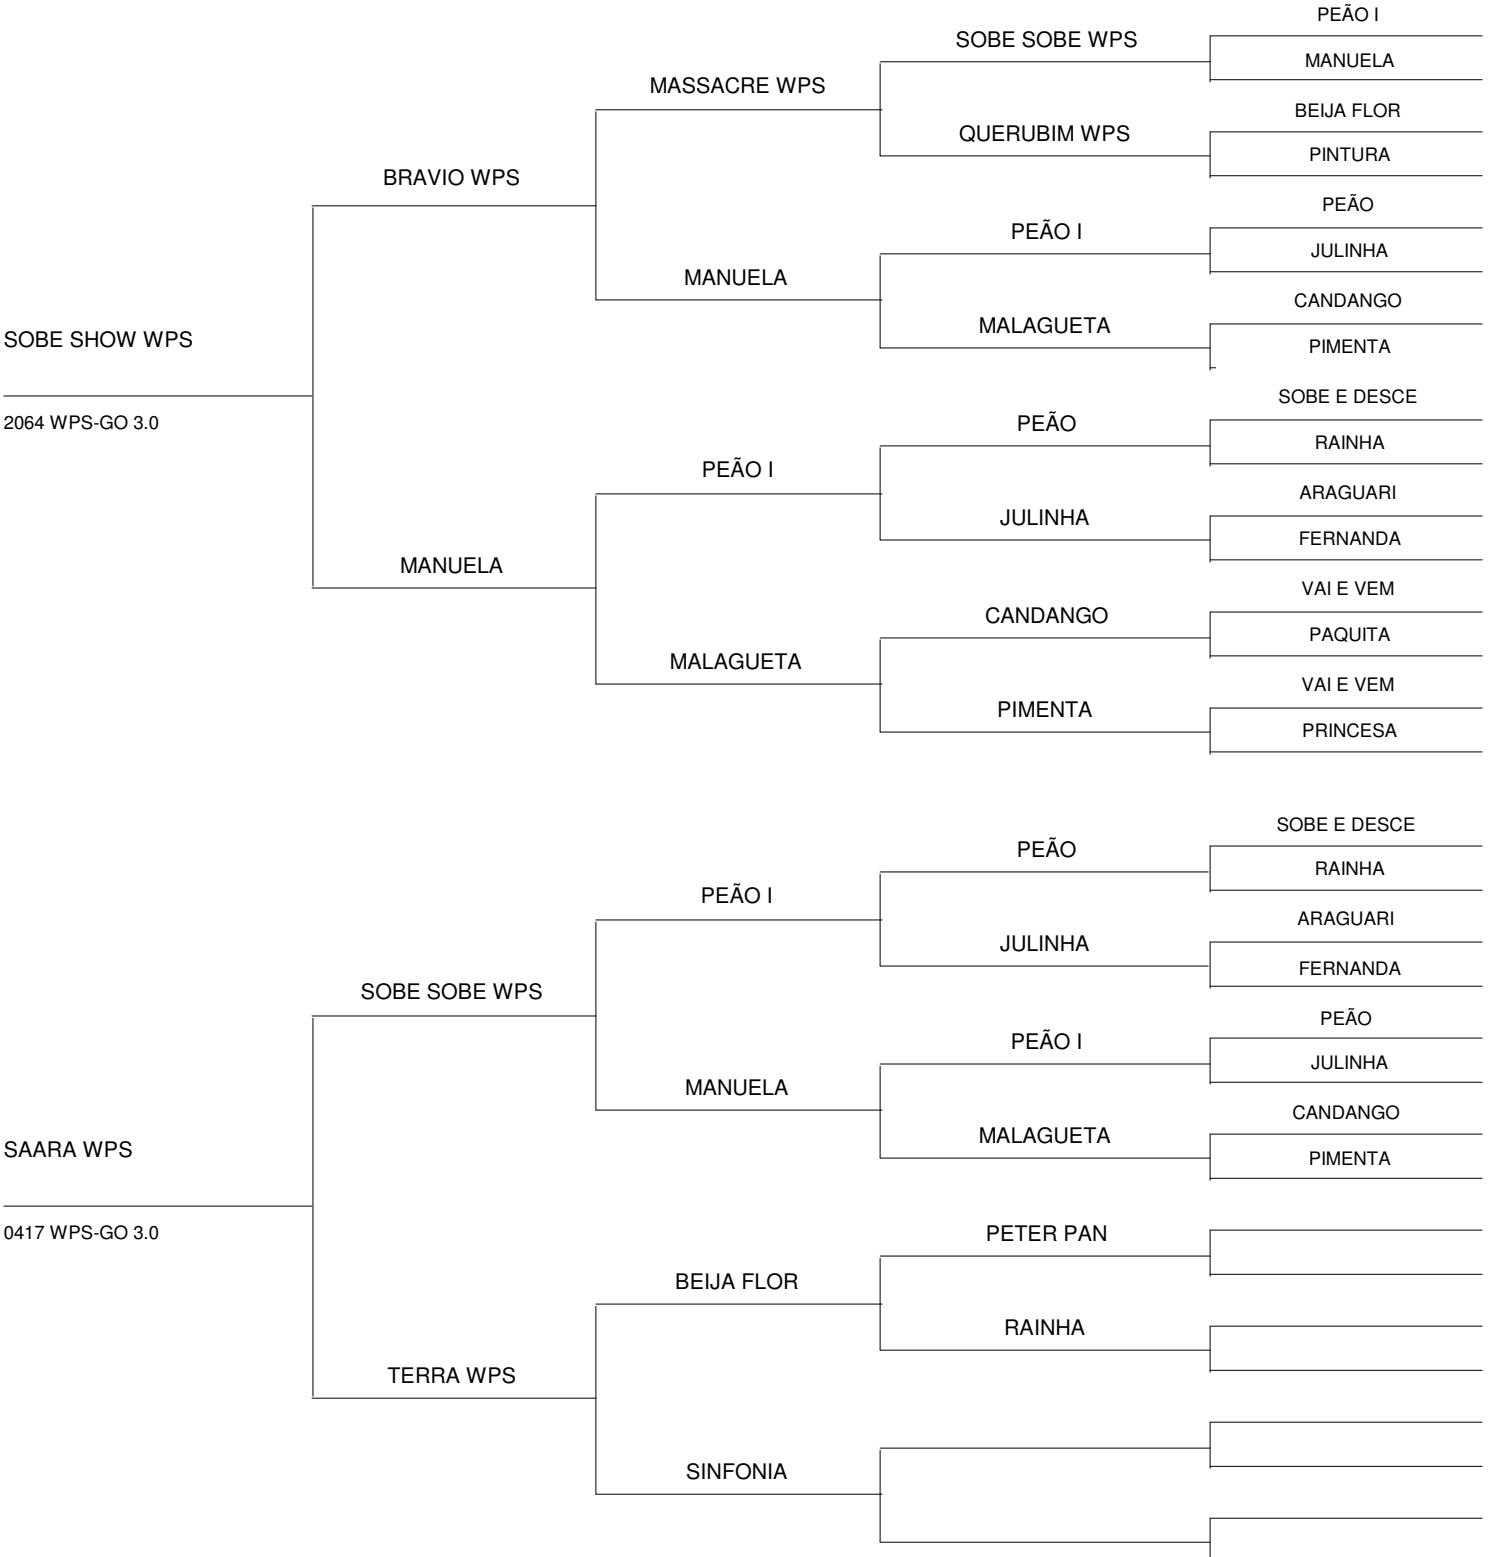 PEÃO I
SOBE SOBE WPS
MANUELA
MASSACRE WPS
BEIJA FLOR
QUERUBIM WPS
PINTURA
BRAVIO WPS
PEÃO
PEÃO I
JULINHA
MANUELA
CANDANGO
MALAGUETA
SOBE SHOW WPS
PIMENTA
SOBE E DESCE
2064 WPS-GO 3.0
PEÃO
RAINHA
PEÃO I
ARAGUARI
JULINHA
FERNANDA
MANUELA
VAI E VEM
CANDANGO
PAQUITA
MALAGUETA
VAI E VEM
PIMENTA
PRINCESA
SOBE E DESCE
PEÃO
RAINHA
PEÃO I
ARAGUARI
JULINHA
FERNANDA
SOBE SOBE WPS
PEÃO
PEÃO I
JULINHA
MANUELA
CANDANGO
MALAGUETA
SAARA WPS
PIMENTA
0417 WPS-GO 3.0
PETER PAN
BEIJA FLOR
RAINHA
TERRA WPS
SINFONIA